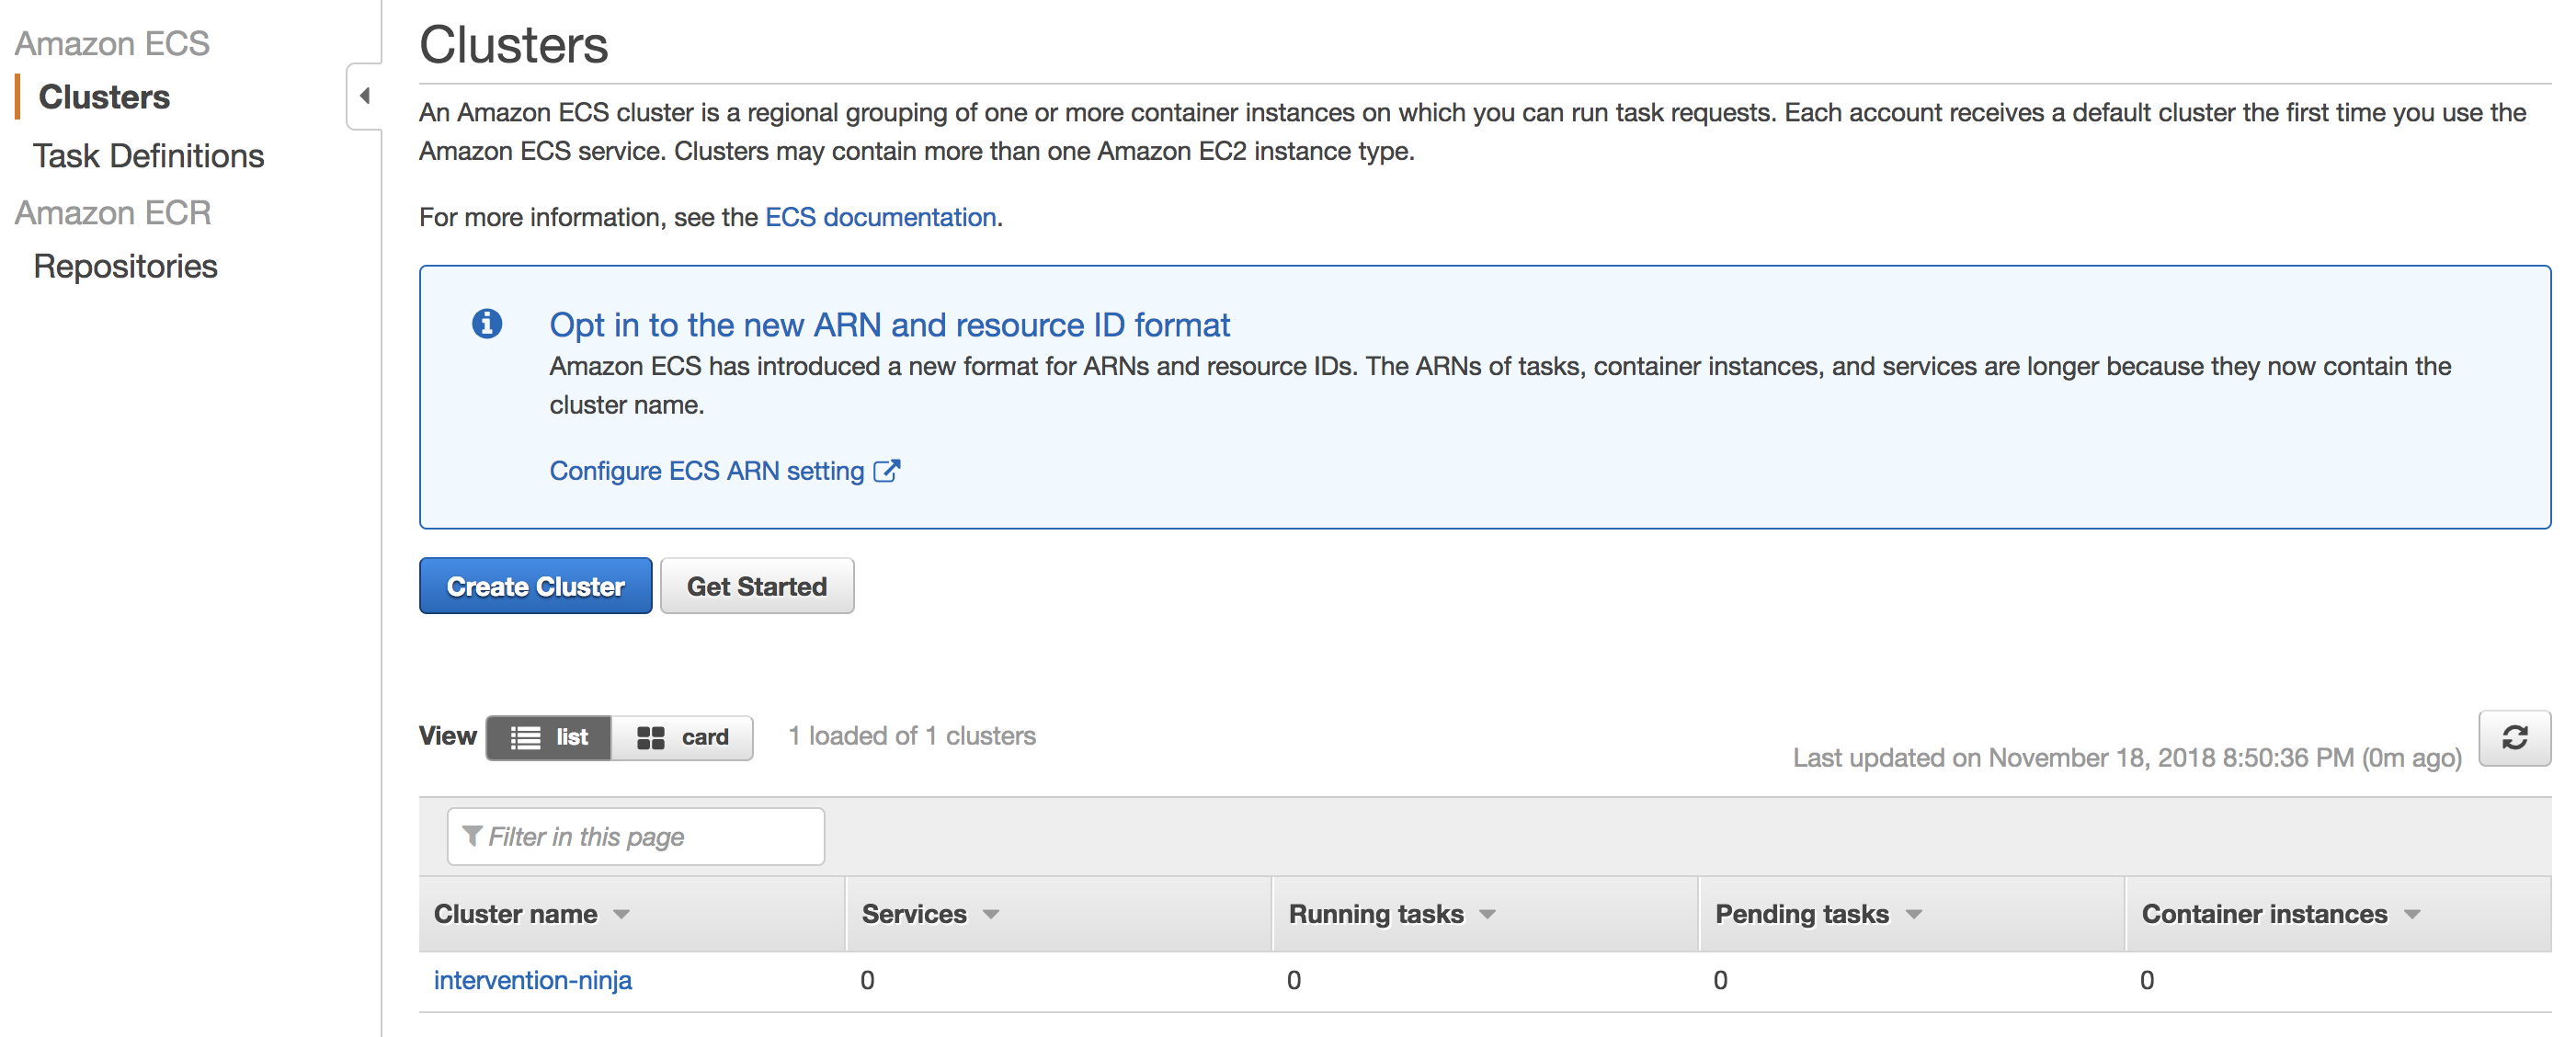 Amazon ECS
Clusters
Task Definitions
Amazon ECR
Repositories
Clusters
An Amazon ECS cluster is a regional grouping of one or more container instances on which you can run task requests. Each account receives a default cluster the first time you use the
Amazon ECS service. Clusters may contain more than one Amazon EC2 instance type.
For more information, see the ECS documentation.
Opt in to the new ARN and resource ID format
Amazon ECS has introduced a new format for ARNs and resource IDs. The ARNs of tasks, container instances, and services are longer because they now contain the
cluster name.
Configure ECS ARN setting
Create Cluster Get Started
View list card 1 loaded of 1 clusters
Last updated on November 18, 2018 8:50:36 PM (0m ago)
Filter in this page
Cluster name Services Running tasks Pending tasks Container instances
intervention-ninja 0 0 0 0